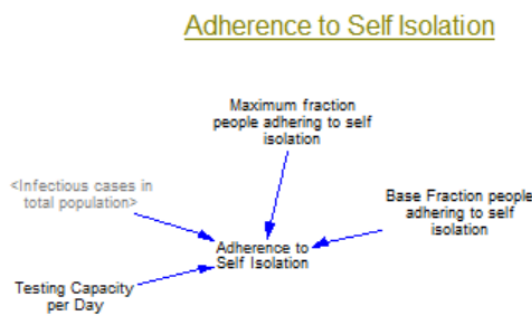 Adherence to Self Isolation
Maximum fraction
people adhering to self
isolation
<Infectious cases in
total population>
Base Fraction people
adhering to self
isolation
Adherence to
Self Isolation
Testing Capacity
per Day